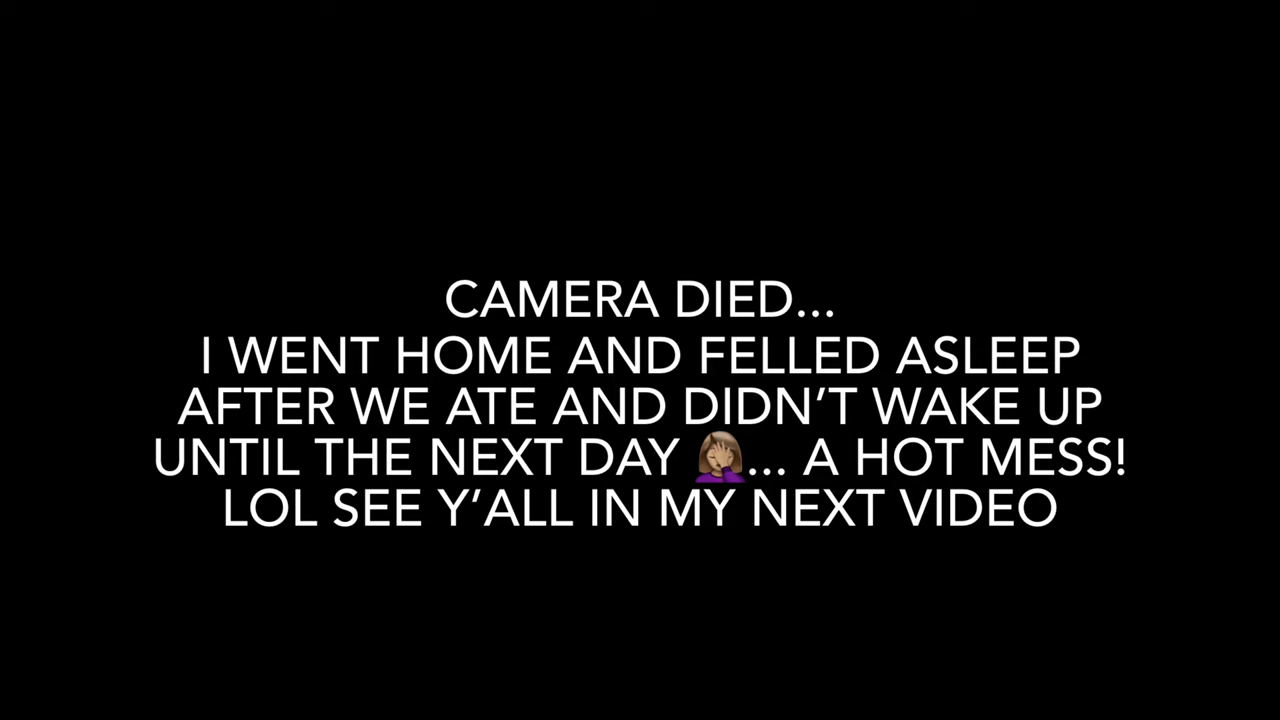 CAMERA DIED...
I WENT HOME AND FELLED ASLEEP
AFTER WE ATE AND DIDN’T WAKE UP
UNTIL THE NEXT DAY 🤦🏽‍♀️... A HOT MESS!
LOL SEE Y‘ALL IN MY NEXT VIDEO